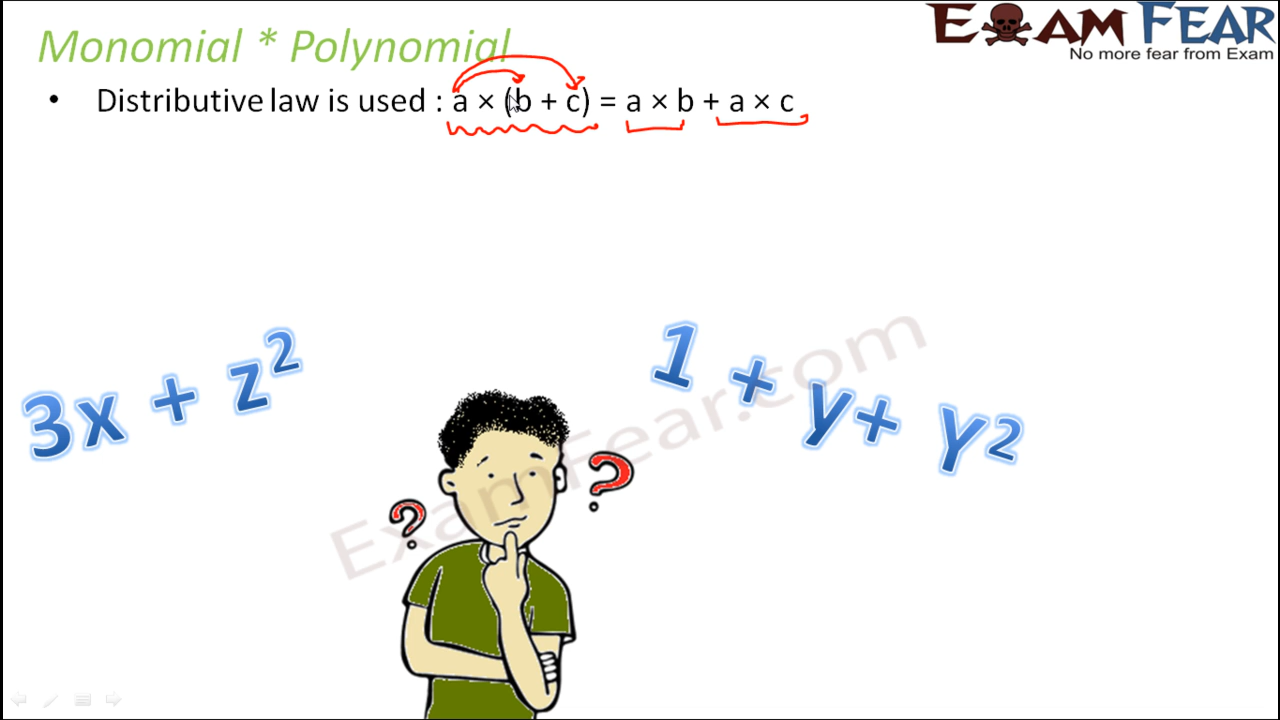 Monomial * Polynomial
EXAM FEAR
No more fear from Exam
• Distributive law is used : a × (b + c) = a × b + a × c
3x + z²
1 + y+ Y²
? ?
ExamFear.com